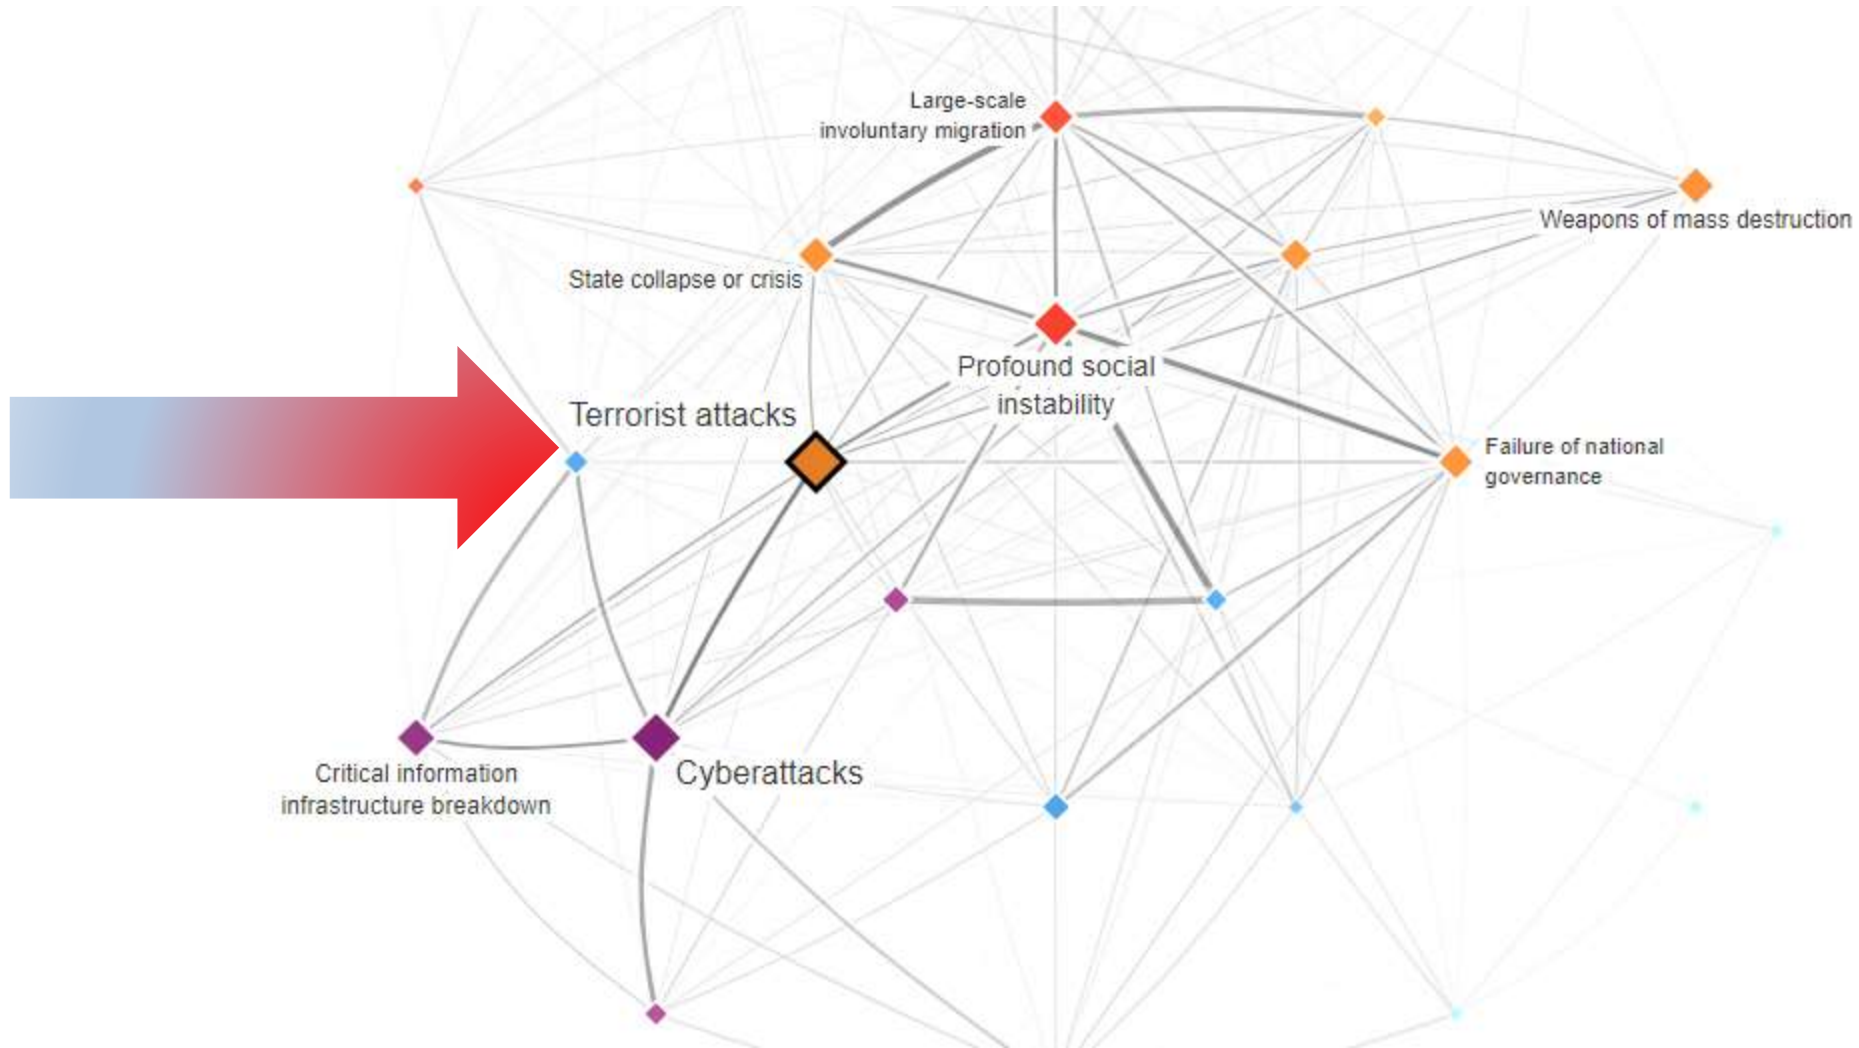 Large-scale
involuntary migration
Weapons of mass destruction
State collapse or crisis
Profound social
instability
Terrorist attacks
Failure of national
governance
Critical information
infrastructure breakdown
Cyberattacks